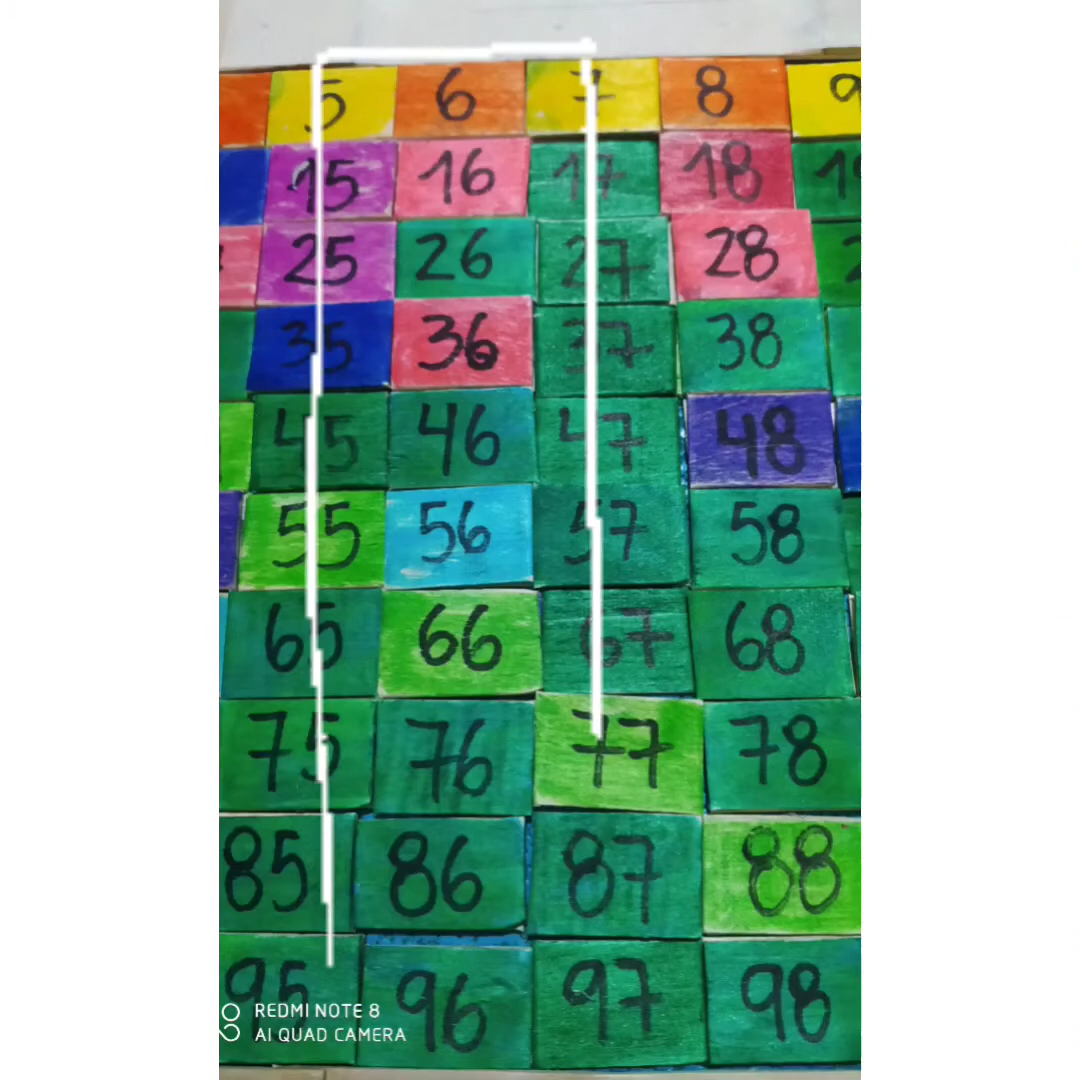 5 6 7 8 9
15 16 17 18
25 26 27 28 2
35 36 37 38
45 46 47 48
55 56 57 58
65 66 67 68
75 76 77 78
85 86 87 88
95 96 97 98
REDMI NOTE 8
AI QUAD CAMERA